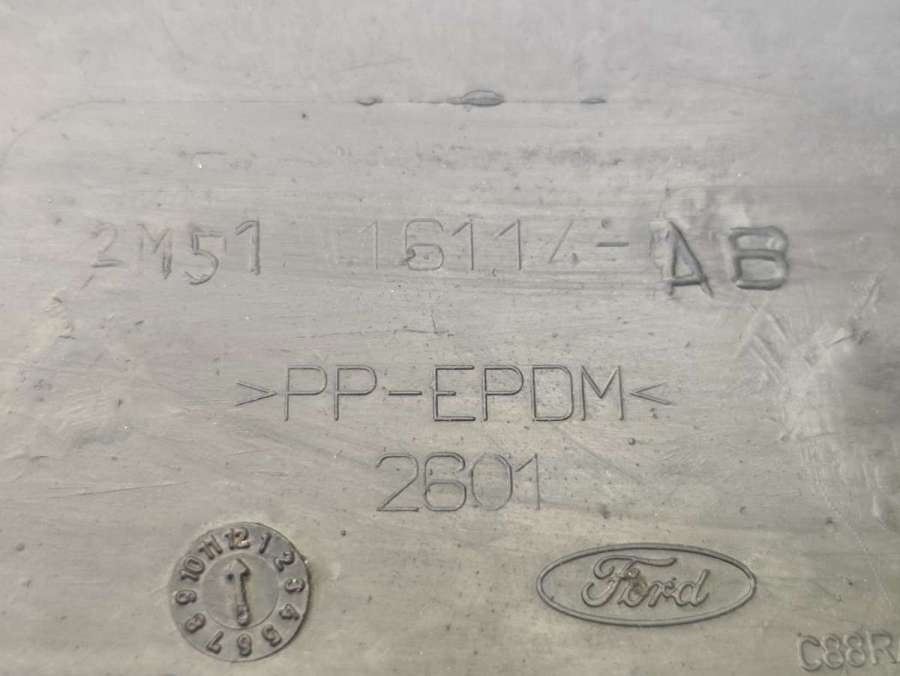 2M51 16114-AB
>PP-EPDM<
2601
10 11 12 1 2 3 4 5 6 7 8 9
Ford
C88R